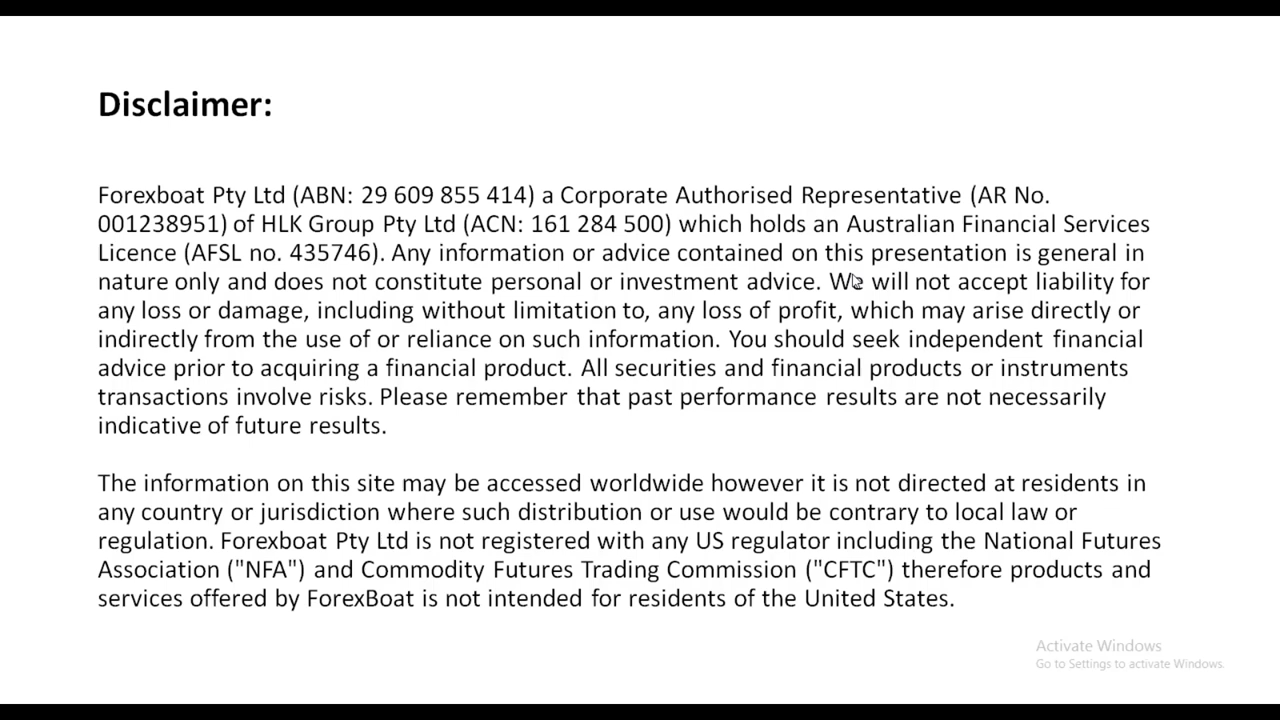 Disclaimer:
Forexboat Pty Ltd (ABN: 29 609 855 414) a Corporate Authorised Representative (AR No.
001238951) of HLK Group Pty Ltd (ACN: 161 284 500) which holds an Australian Financial Services
Licence (AFSL no. 435746). Any information or advice contained on this presentation is general in
nature only and does not constitute personal or investment advice. We will not accept liability for
any loss or damage, including without limitation to, any loss of profit, which may arise directly or
indirectly from the use of or reliance on such information. You should seek independent financial
advice prior to acquiring a financial product. All securities and financial products or instruments
transactions involve risks. Please remember that past performance results are not necessarily
indicative of future results.
The information on this site may be accessed worldwide however it is not directed at residents in
any country or jurisdiction where such distribution or use would be contrary to local law or
regulation. Forexboat Pty Ltd is not registered with any US regulator including the National Futures
Association ("NFA") and Commodity Futures Trading Commission ("CFTC") therefore products and
services offered by ForexBoat is not intended for residents of the United States.
Activate Windows
Go to Settings to activate Windows.